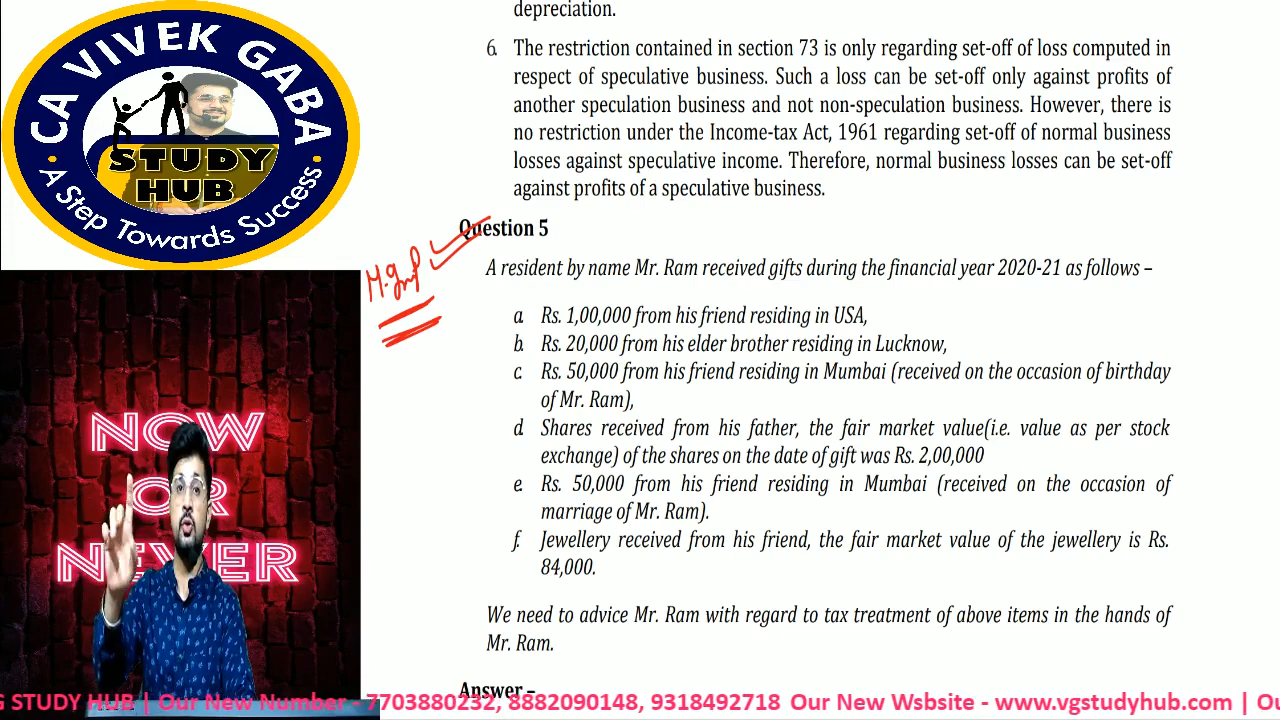 CA VIVEK GABA
STUDY
HUB
· A Step Towards Success ·
depreciation.
6. The restriction contained in section 73 is only regarding set-off of loss computed in
respect of speculative business. Such a loss can be set-off only against profits of
another speculation business and not non-speculation business. However, there is
no restriction under the Income-tax Act, 1961 regarding set-off of normal business
losses against speculative income. Therefore, normal business losses can be set-off
against profits of a speculative business.
Question 5
M. Imp
A resident by name Mr. Ram received gifts during the financial year 2020-21 as follows –
a. Rs. 1,00,000 from his friend residing in USA,
b. Rs. 20,000 from his elder brother residing in Lucknow,
c. Rs. 50,000 from his friend residing in Mumbai (received on the occasion of birthday
of Mr. Ram),
d. Shares received from his father, the fair market value(i.e. value as per stock
exchange) of the shares on the date of gift was Rs. 2,00,000
e. Rs. 50,000 from his friend residing in Mumbai (received on the occasion of
marriage of Mr. Ram).
f. Jewellery received from his friend, the fair market value of the jewellery is Rs.
84,000.
We need to advice Mr. Ram with regard to tax treatment of above items in the hands of
Mr. Ram.
Answer –
NOW
OR
NEVER
G STUDY HUB | Our New Number - 7703880232, 8882090148, 9318492718 Our New Wsbsite - www.vgstudyhub.com | Ou